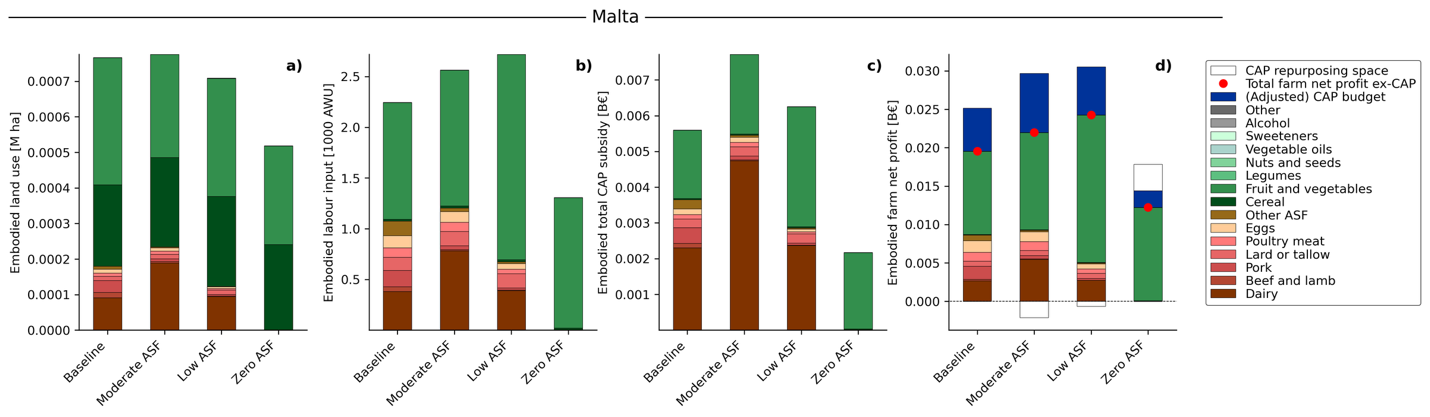 Malta
a)
Embodied land use [M ha]
0.0007
0.0006
0.0005
0.0004
0.0003
0.0002
0.0001
0.0000
Baseline
Moderate ASF
Low ASF
Zero ASF
b)
Embodied labour input [1000 AWU]
2.5
2.0
1.5
1.0
0.5
Baseline
Moderate ASF
Low ASF
Zero ASF
c)
Embodied total CAP subsidy [B€]
0.007
0.006
0.005
0.004
0.003
0.002
0.001
Baseline
Moderate ASF
Low ASF
Zero ASF
d)
Embodied farm net profit [B€]
0.030
0.025
0.020
0.015
0.010
0.005
0.000
Baseline
Moderate ASF
Low ASF
Zero ASF
CAP repurposing space
Total farm net profit ex-CAP
(Adjusted) CAP budget
Other
Alcohol
Sweeteners
Vegetable oils
Nuts and seeds
Legumes
Fruit and vegetables
Cereal
Other ASF
Eggs
Poultry meat
Lard or tallow
Pork
Beef and lamb
Dairy